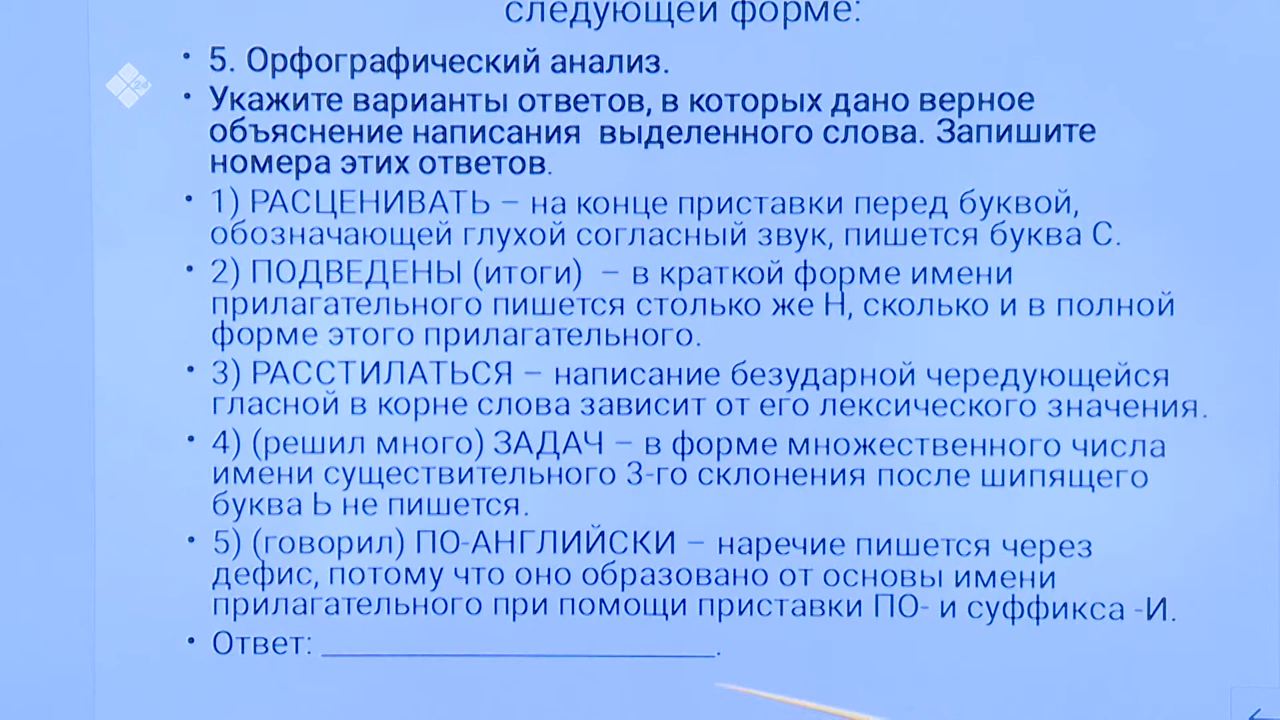 следующей форме:
• 5. Орфографический анализ.
• Укажите варианты ответов, в которых дано верное
объяснение написания выделенного слова. Запишите
номера этих ответов.
• 1) РАСЦЕНИВАТЬ – на конце приставки перед буквой,
обозначающей глухой согласный звук, пишется буква С.
• 2) ПОДВЕДЕНЫ (итоги) – в краткой форме имени
прилагательного пишется столько же Н, сколько и в полной
форме этого прилагательного.
• 3) РАССТИЛАТЬСЯ – написание безударной чередующейся
гласной в корне слова зависит от его лексического значения.
• 4) (решил много) ЗАДАЧ – в форме множественного числа
имени существительного 3-го склонения после шипящего
буква Ь не пишется.
• 5) (говорил) ПО-АНГЛИЙСКИ – наречие пишется через
дефис, потому что оно образовано от основы имени
прилагательного при помощи приставки ПО- и суффикса -И.
• Ответ: ______________________.
24